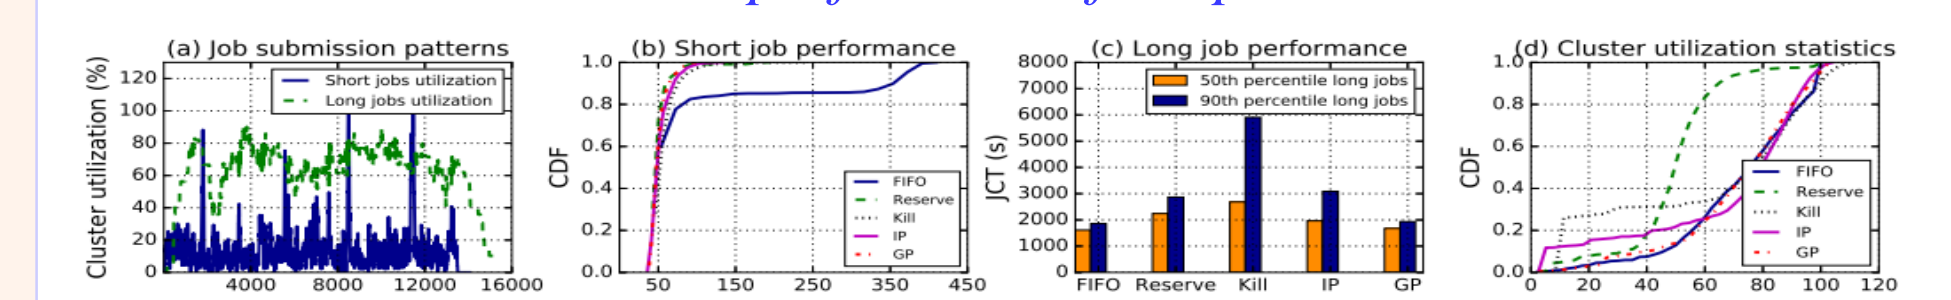 (a) Job submission patterns
Cluster utilization (%)
120
100
80
60
40
20
0
4000
8000
12000
16000
Short jobs utilization
Long jobs utilization
(b) Short job performance
CDF
1.0
0.8
0.6
0.4
0.2
0.0
50
150
250
350
450
FIFO
Reserve
Kill
IP
GP
(c) Long job performance
JCT (s)
8000
7000
6000
5000
4000
3000
2000
1000
0
FIFO
Reserve
Kill
IP
GP
50th percentile long jobs
90th percentile long jobs
(d) Cluster utilization statistics
CDF
1.0
0.8
0.6
0.4
0.2
0.0
0
20
40
60
80
100
120
FIFO
Reserve
Kill
IP
GP